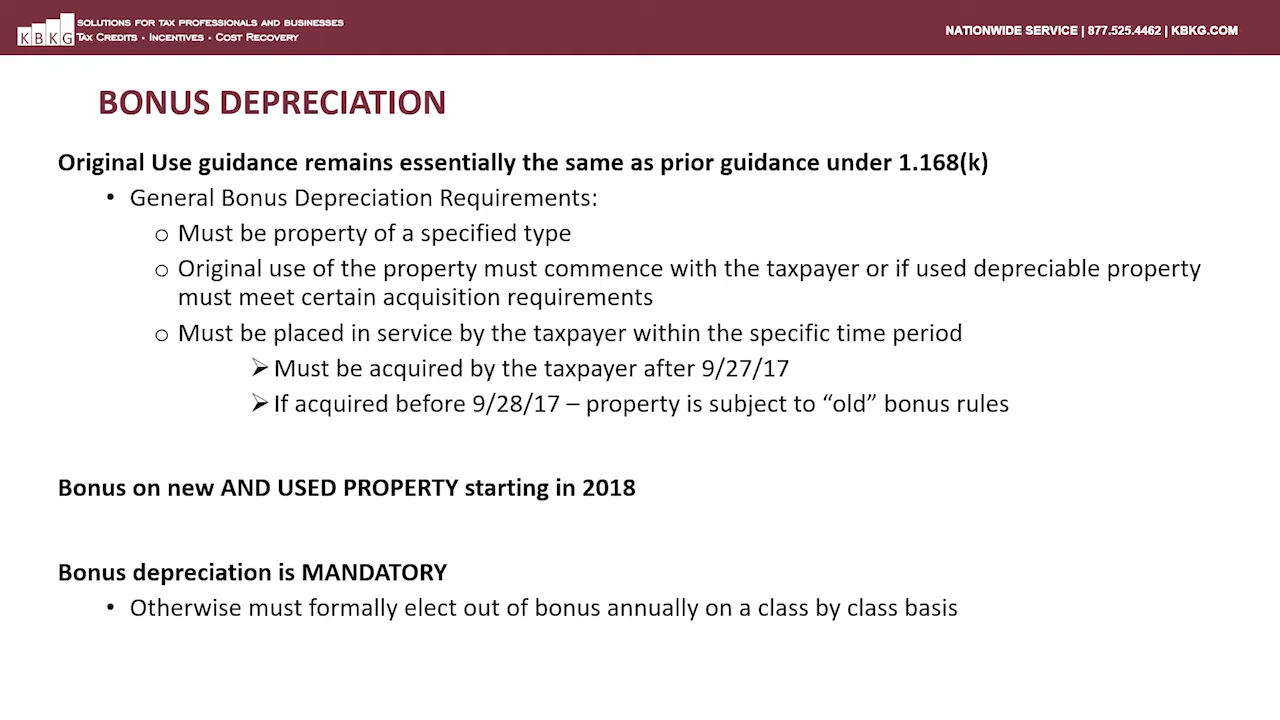 SOLUTIONS FOR TAX PROFESSIONALS AND BUSINESSES
KBKG TAX CREDITS • INCENTIVES • COST RECOVERY
NATIONWIDE SERVICE | 877.525.4462 | KBKG.COM
BONUS DEPRECIATION
Original Use guidance remains essentially the same as prior guidance under 1.168(k)
• General Bonus Depreciation Requirements:
o Must be property of a specified type
o Original use of the property must commence with the taxpayer or if used depreciable property
must meet certain acquisition requirements
o Must be placed in service by the taxpayer within the specific time period
➢ Must be acquired by the taxpayer after 9/27/17
➢ If acquired before 9/28/17 – property is subject to “old” bonus rules
Bonus on new AND USED PROPERTY starting in 2018
Bonus depreciation is MANDATORY
• Otherwise must formally elect out of bonus annually on a class by class basis